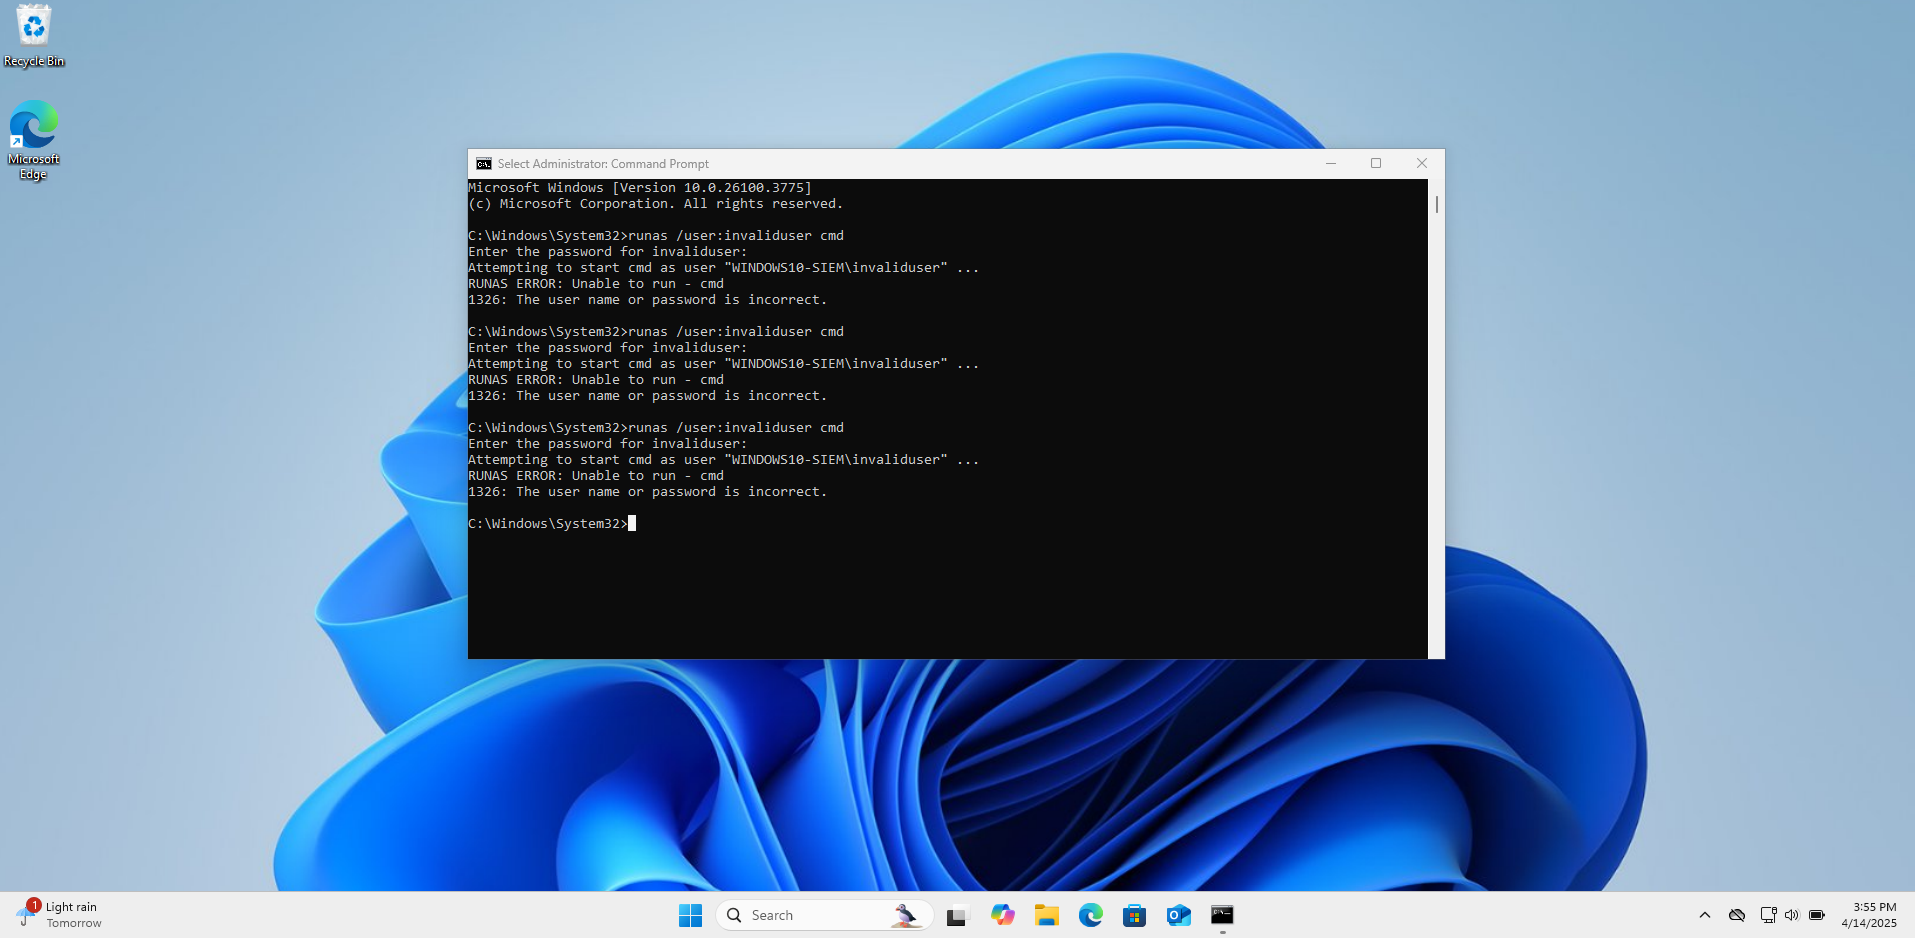 Recycle Bin
Microsoft
Edge
Select Administrator: Command Prompt
Microsoft Windows [Version 10.0.26100.3775]
(c) Microsoft Corporation. All rights reserved.
C:\Windows\System32>runas /user:invaliduser cmd
Enter the password for invaliduser:
Attempting to start cmd as user "WINDOWS10-SIEM\invaliduser" ...
RUNAS ERROR: Unable to run - cmd
1326: The user name or password is incorrect.
C:\Windows\System32>runas /user:invaliduser cmd
Enter the password for invaliduser:
Attempting to start cmd as user "WINDOWS10-SIEM\invaliduser" ...
RUNAS ERROR: Unable to run - cmd
1326: The user name or password is incorrect.
C:\Windows\System32>runas /user:invaliduser cmd
Enter the password for invaliduser:
Attempting to start cmd as user "WINDOWS10-SIEM\invaliduser" ...
RUNAS ERROR: Unable to run - cmd
1326: The user name or password is incorrect.
C:\Windows\System32>
1
Light rain
Tomorrow
Search
3:55 PM
4/14/2025